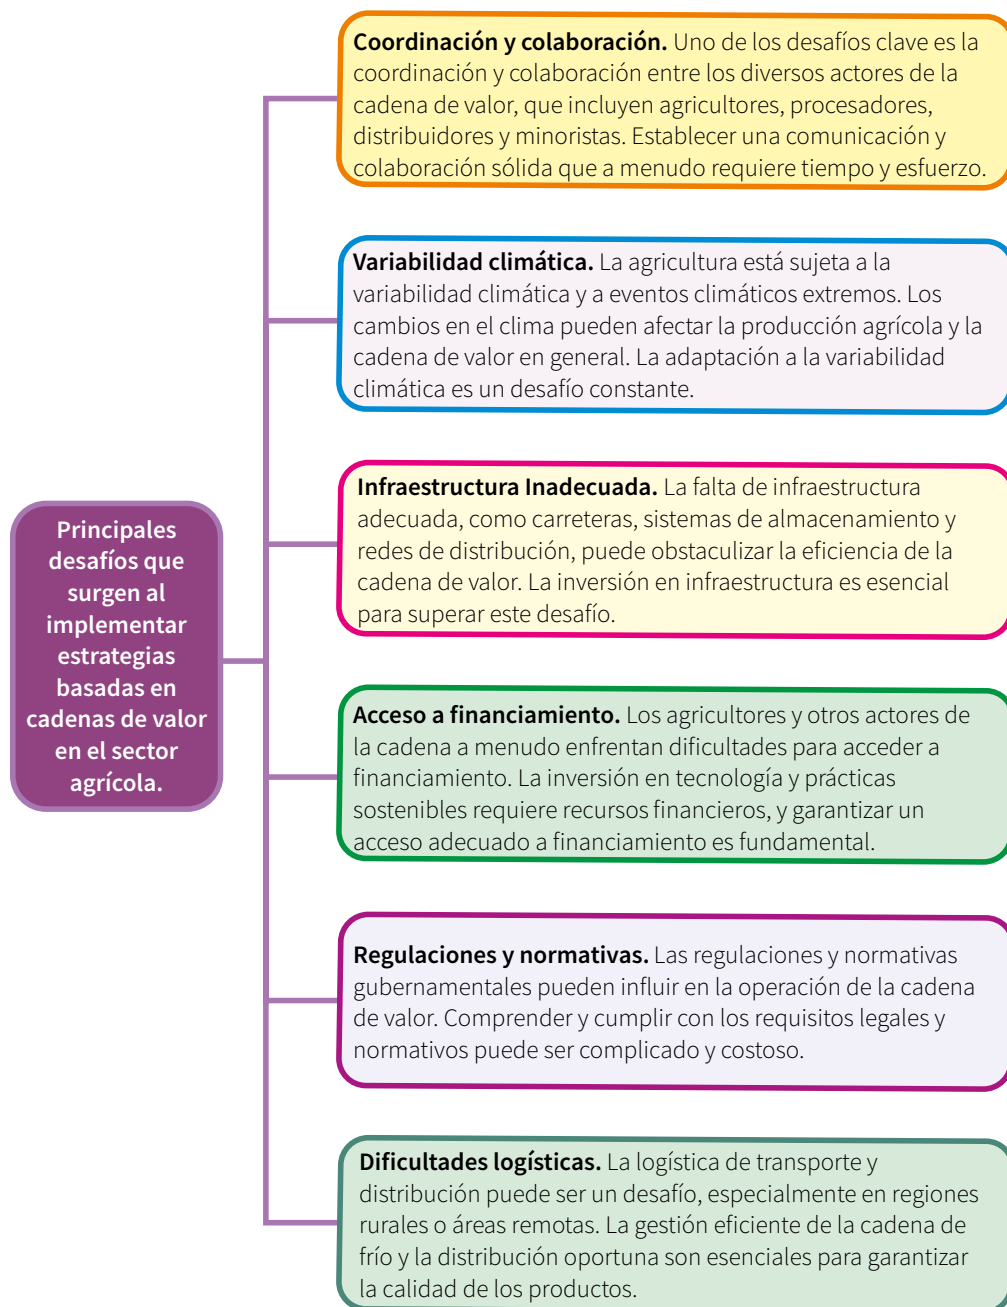 Coordinación y colaboración. Uno de los desafíos clave es la
coordinación y colaboración entre los diversos actores de la
cadena de valor, que incluyen agricultores, procesadores,
distribuidores y minoristas. Establecer una comunicación y
colaboración sólida que a menudo requiere tiempo y esfuerzo.
Variabilidad climática. La agricultura está sujeta a la
variabilidad climática y a eventos climáticos extremos. Los
cambios en el clima pueden afectar la producción agrícola y la
cadena de valor en general. La adaptación a la variabilidad
climática es un desafío constante.
Infraestructura Inadecuada. La falta de infraestructura
adecuada, como carreteras, sistemas de almacenamiento y
redes de distribución, puede obstaculizar la eficiencia de la
cadena de valor. La inversión en infraestructura es esencial
para superar este desafío.
Principales
desafíos que
surgen al
implementar
estrategias
basadas en
cadenas de valor
en el sector
agrícola.
Acceso a financiamiento. Los agricultores y otros actores de
la cadena a menudo enfrentan dificultades para acceder a
financiamiento. La inversión en tecnología y prácticas
sostenibles requiere recursos financieros, y garantizar un
acceso adecuado a financiamiento es fundamental.
Regulaciones y normativas. Las regulaciones y normativas
gubernamentales pueden influir en la operación de la cadena
de valor. Comprender y cumplir con los requisitos legales y
normativos puede ser complicado y costoso.
Dificultades logísticas. La logística de transporte y
distribución puede ser un desafío, especialmente en regiones
rurales o áreas remotas. La gestión eficiente de la cadena de
frío y la distribución oportuna son esenciales para garantizar
la calidad de los productos.